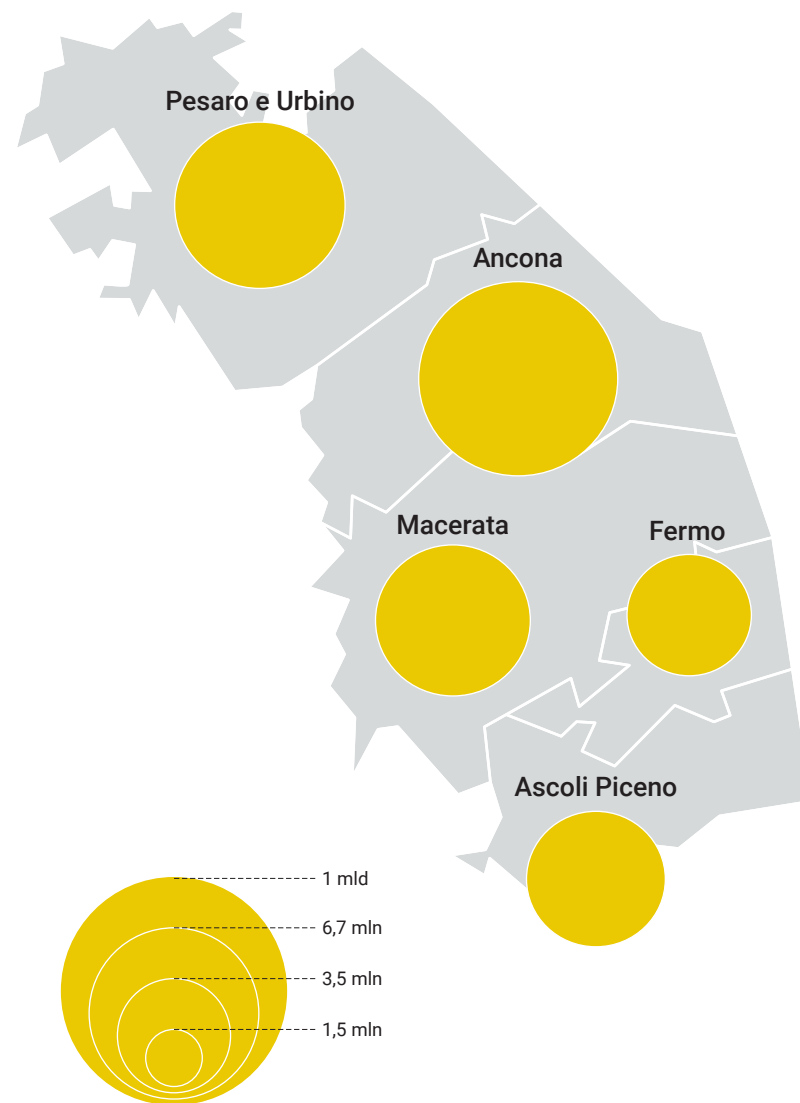 Pesaro e Urbino
Ancona
Macerata
Fermo
Ascoli Piceno
1 mld
6,7 mln
3,5 mln
1,5 mln